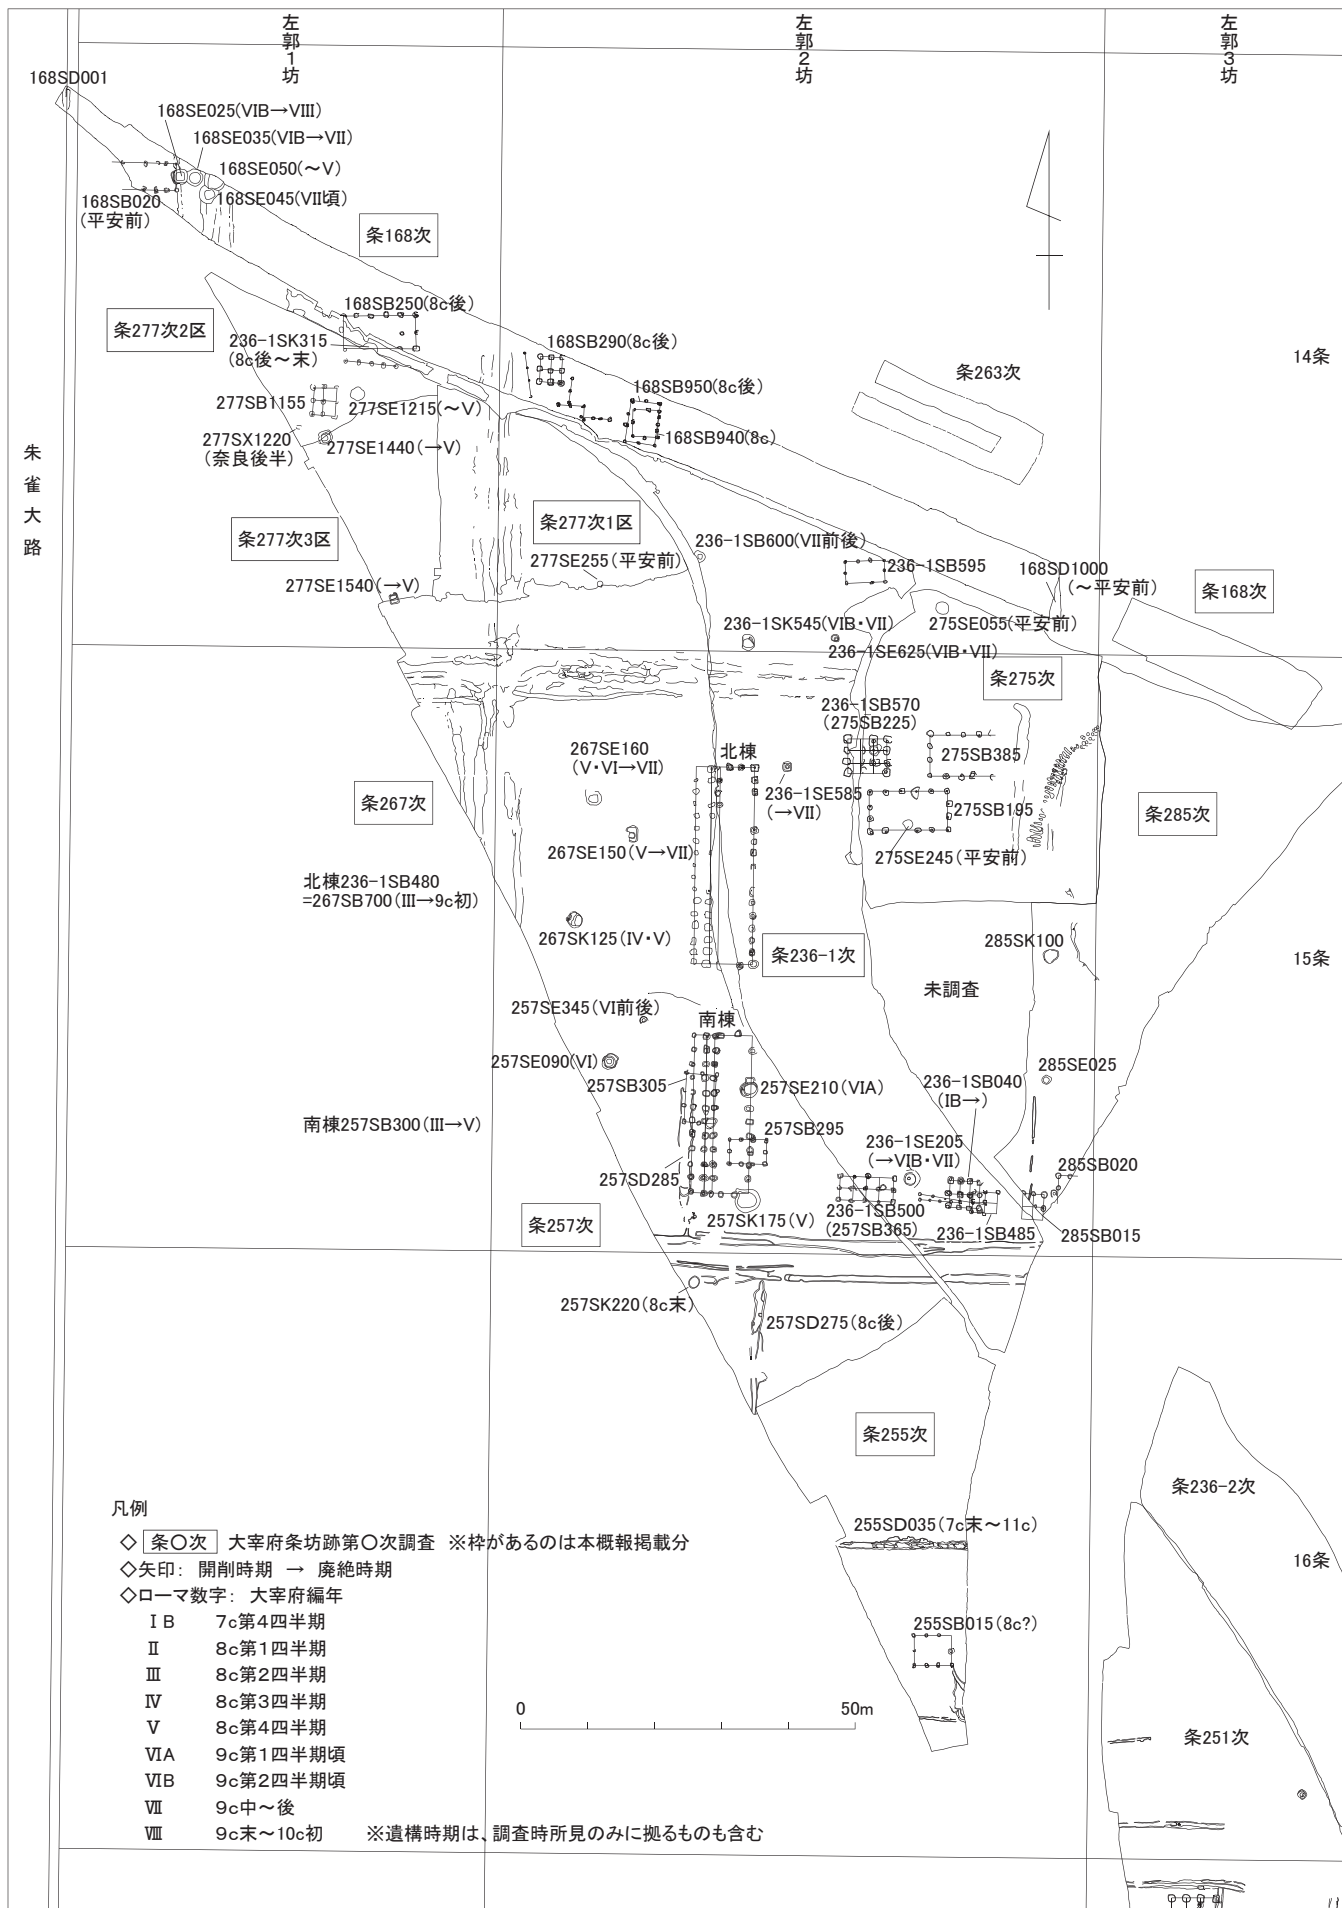 左郭1坊
左郭2坊
左郭3坊
168SD001
168SE025(VIB→VIII)
168SE035(VIB→VII)
168SE050(～V)
168SE045(VII頃)
168SB020
(平安前)
条168次
条277次2区
168SB250(8c後)
236-1SK315
(8c後～末)
168SB290(8c後)
168SB950(8c後)
168SB940(8c)
条263次
14条
277SB1155
277SE1215(～V)
277SX1220
(奈良後半)
277SE1440(→V)
朱雀大路
条277次3区
条277次1区
277SE255(平安前)
277SE1540(→V)
236-1SB600(VII前後)
236-1SB595
168SD1000
(～平安前)
条168次
236-1SK545(VIB・VII)
275SE055(平安前)
236-1SE625(VIB・VII)
条275次
236-1SB570
(275SB225)
275SB385
267SE160
(V・VI→VII)
北棟
236-1SE585
(→VII)
275SB195
条267次
条285次
267SE150(V→VII)
275SE245(平安前)
北棟236-1SB480
=267SB700(III→9c初)
267SK125(IV・V)
条236-1次
285SK100
15条
未調査
257SE345(VI前後)
南棟
257SE090(VI)
257SB305
257SE210(VIA)
236-1SB040
(IB→)
285SE025
南棟257SB300(III→V)
257SB295
236-1SE205
(→VIB・VII)
285SB020
257SD285
257SK175(V)
236-1SB500
(257SB365)
236-1SB485
285SB015
条257次
257SK220(8c末)
257SD275(8c後)
条255次
条236-2次
255SD035(7c末～11c)
16条
255SB015(8c?)
条251次
凡例
◇ 条〇次 大宰府条坊跡第〇次調査 ※枠があるのは本概報掲載分
◇矢印: 開削時期 → 廃絶時期
◇ローマ数字: 大宰府編年
ⅠB 7c第4四半期
Ⅱ 8c第1四半期
Ⅲ 8c第2四半期
Ⅳ 8c第3四半期
Ⅴ 8c第4四半期
ⅥA 9c第1四半期頃
ⅥB 9c第2四半期頃
Ⅶ 9c中～後
Ⅷ 9c末～10c初 ※遺構時期は、調査時所見のみに拠るものも含む
0 50m